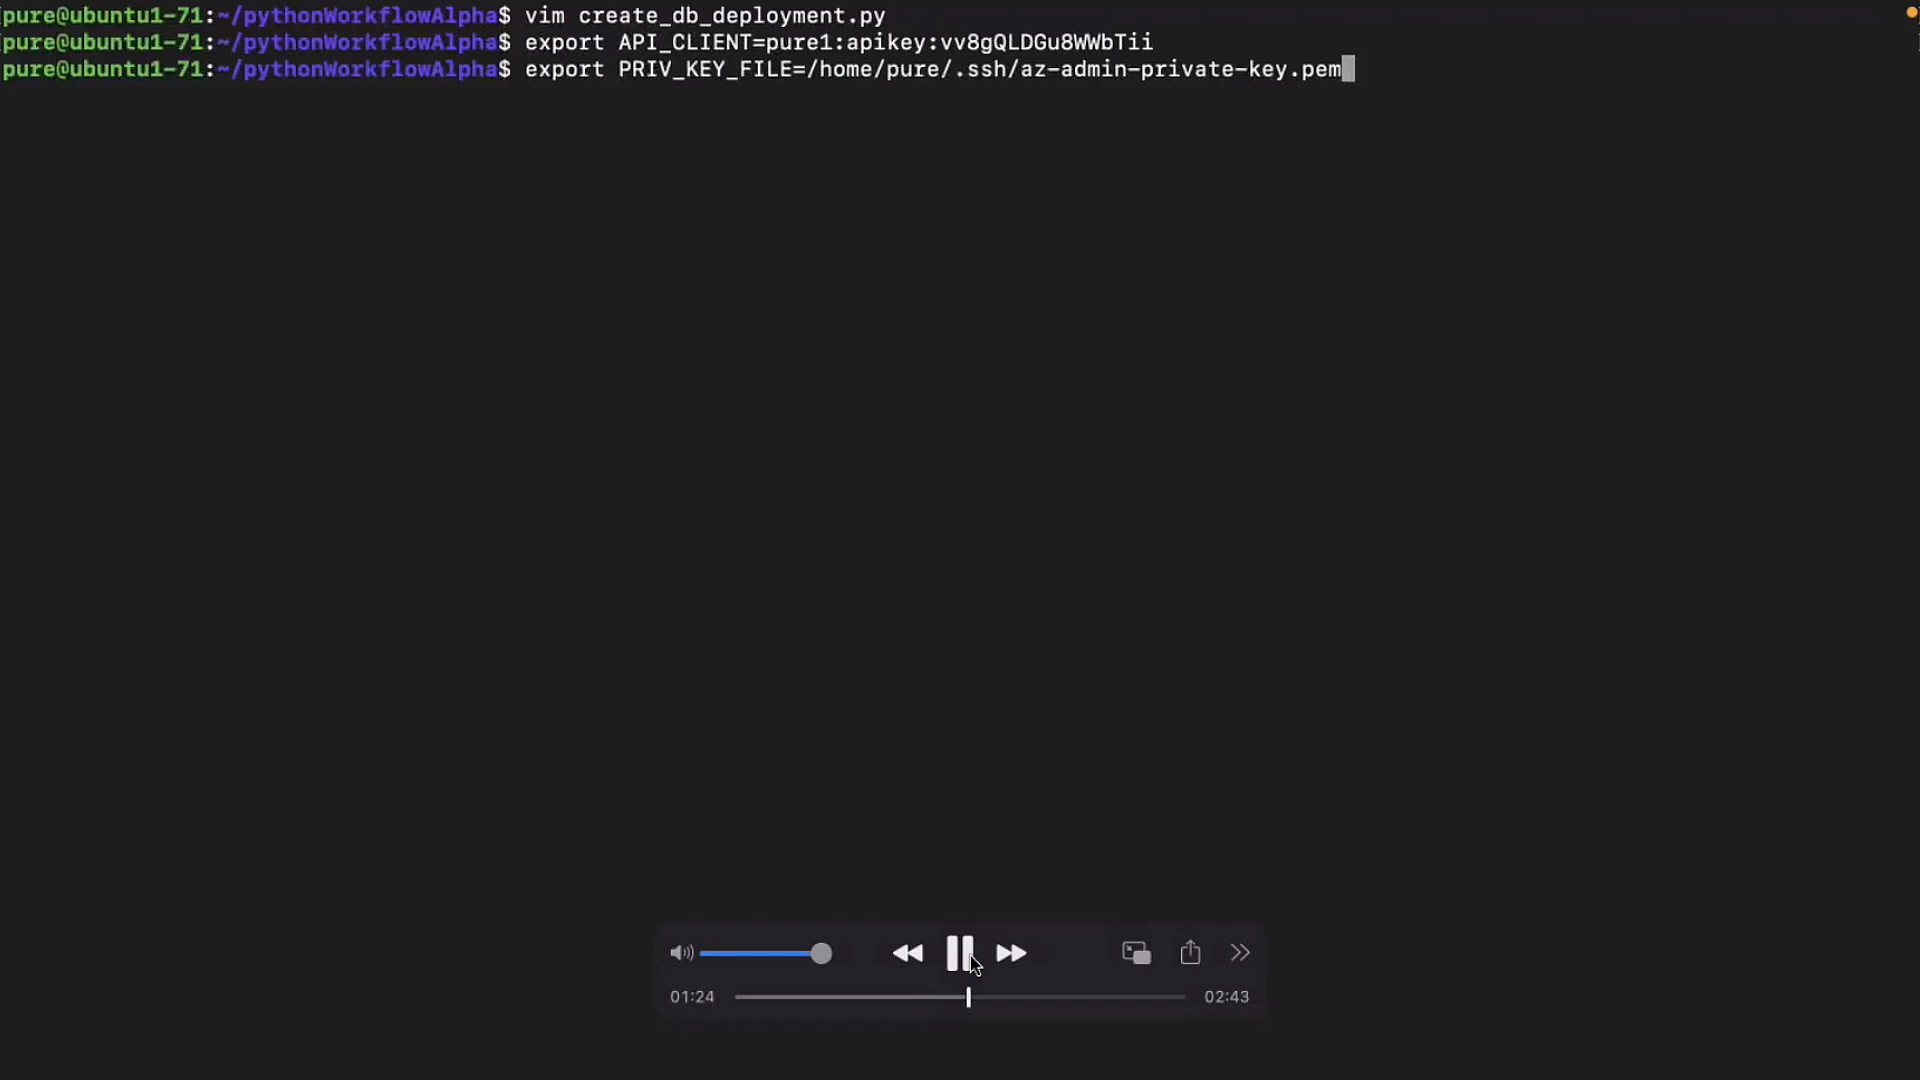 pure@ubuntu1-71:~/pythonWorkflowAlpha$ vim create_db_deployment.py
pure@ubuntu1-71:~/pythonWorkflowAlpha$ export API_CLIENT=pure1:apikey:vv8gQLDGu8WWbTii
pure@ubuntu1-71:~/pythonWorkflowAlpha$ export PRIV_KEY_FILE=/home/pure/.ssh/az-admin-private-key.pem
01:24
02:43